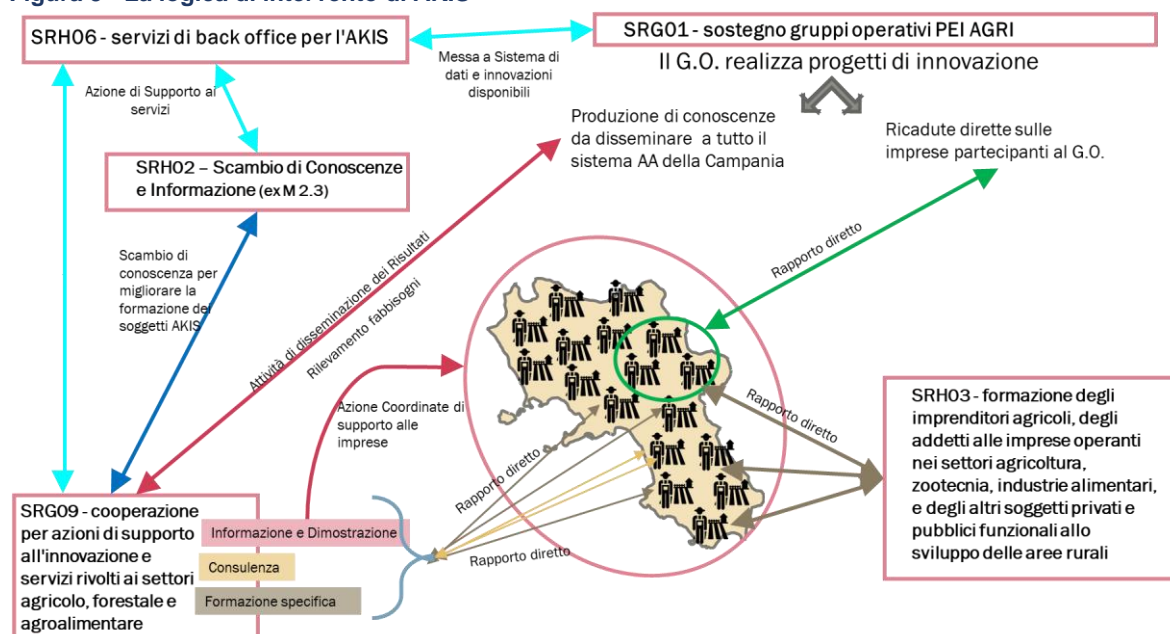 SRH06 - servizi di back office per l'AKIS
SRG01 - sostegno gruppi operativi PEI AGRI
Messa a Sistema di
dati e innovazioni
disponibili
Il G.O. realizza progetti di innovazione
Azione di Supporto ai
servizi
Produzione di conoscenze
da disseminare a tutto il
sistema AA della Campania
Ricadute dirette sulle
imprese partecipanti al G.O.
SRH02 – Scambio di Conoscenze
e Informazione (ex M 2.3)
Scambio di
conoscenza per
migliorare la
formazione dei
soggetti AKIS
Attività di disseminazione dei Risultati
Rilevamento fabbisogni
Rapporto diretto
Azione Coordinate di
supporto alle
imprese
Rapporto diretto
SRH03 - formazione degli
imprenditori agricoli, degli
addetti alle imprese operanti
nei settori agricoltura,
zootecnia, industrie alimentari,
e degli altri soggetti privati e
pubblici funzionali allo
sviluppo delle aree rurali
Rapporto diretto
Rapporto diretto
SRG09 - cooperazione
per azioni di supporto
all'innovazione e
servizi rivolti ai settori
agricolo, forestale e
agroalimentare
Informazione e Dimostrazione
Consulenza
Formazione specifica